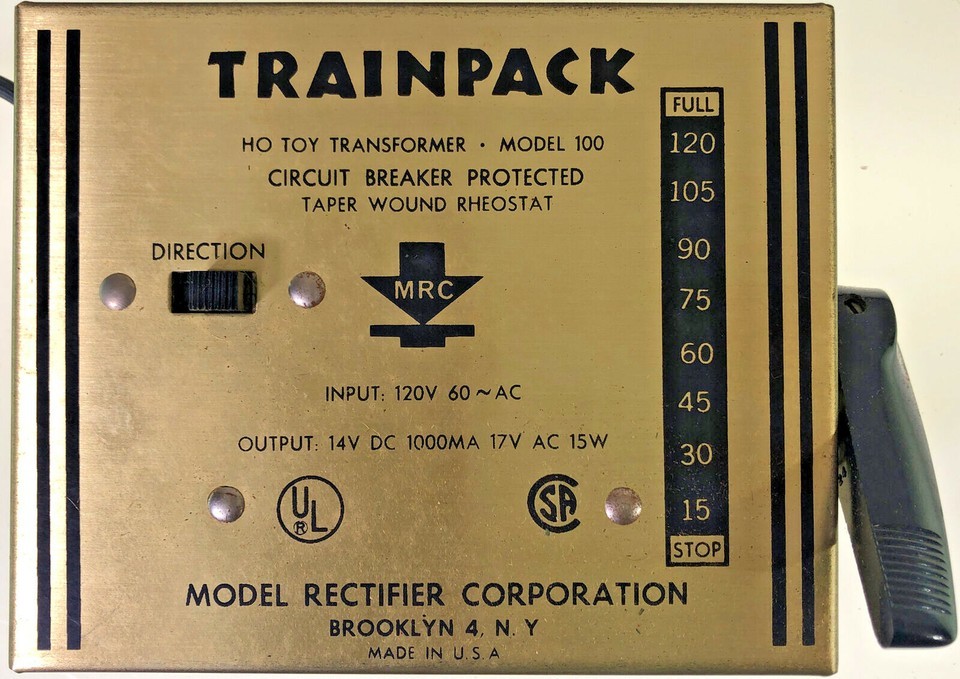 TRAINPACK
HO TOY TRANSFORMER · MODEL 100
CIRCUIT BREAKER PROTECTED
TAPER WOUND RHEOSTAT
DIRECTION
MRC
INPUT: 120V 60~AC
OUTPUT: 14V DC 1000MA 17V AC 15W
UL ®
CSA
MODEL RECTIFIER CORPORATION
BROOKLYN 4, N. Y
MADE IN U.S.A
FULL
120
105
90
75
60
45
30
15
STOP